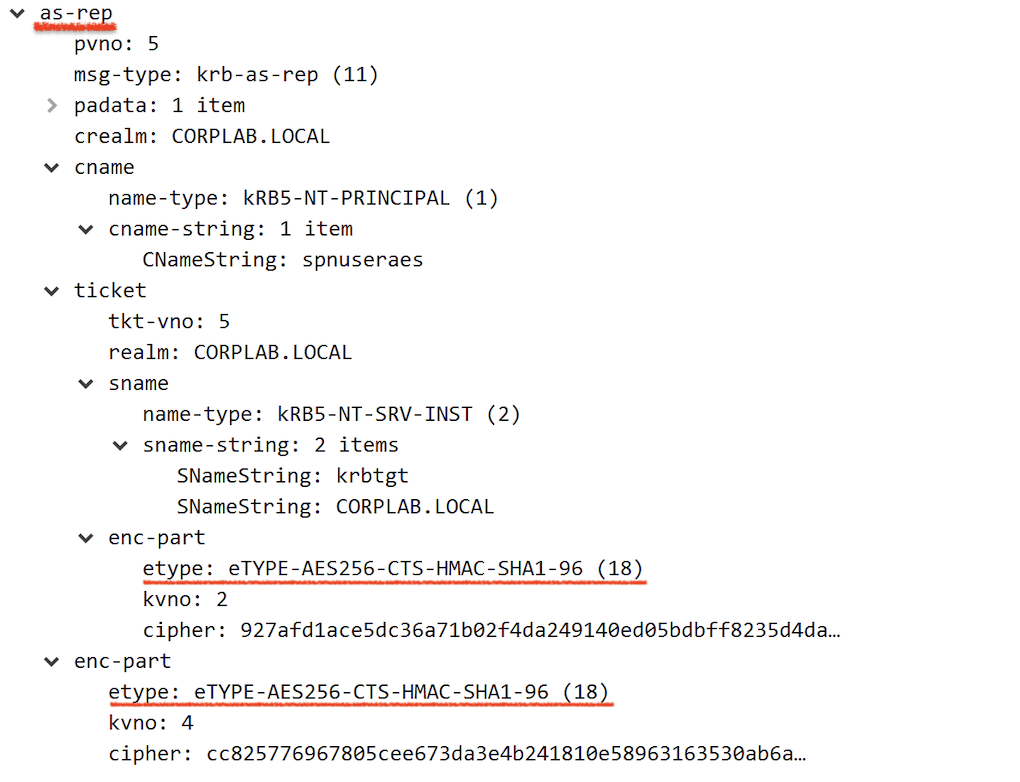 as-rep
pvno: 5
msg-type: krb-as-rep (11)
padata: 1 item
crealm: CORPLAB.LOCAL
cname
name-type: kRB5-NT-PRINCIPAL (1)
cname-string: 1 item
CNameString: spnuseraes
ticket
tkt-vno: 5
realm: CORPLAB.LOCAL
sname
name-type: kRB5-NT-SRV-INST (2)
sname-string: 2 items
SNameString: krbtgt
SNameString: CORPLAB.LOCAL
enc-part
etype: eTYPE-AES256-CTS-HMAC-SHA1-96 (18)
kvno: 2
cipher: 927afd1ace5dc36a71b02f4da249140ed05bdbff8235d4da…
enc-part
etype: eTYPE-AES256-CTS-HMAC-SHA1-96 (18)
kvno: 4
cipher: cc825776967805cee673da3e4b241810e58963163530ab6a…